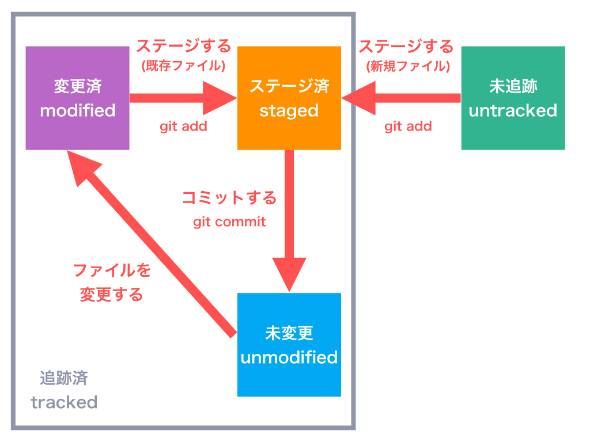 ステージする
(既存ファイル)
ステージする
(新規ファイル)
変更済
modified
ステージ済
staged
未追跡
untracked
git add
git add
コミットする
git commit
ファイルを
変更する
未変更
unmodified
追跡済
tracked